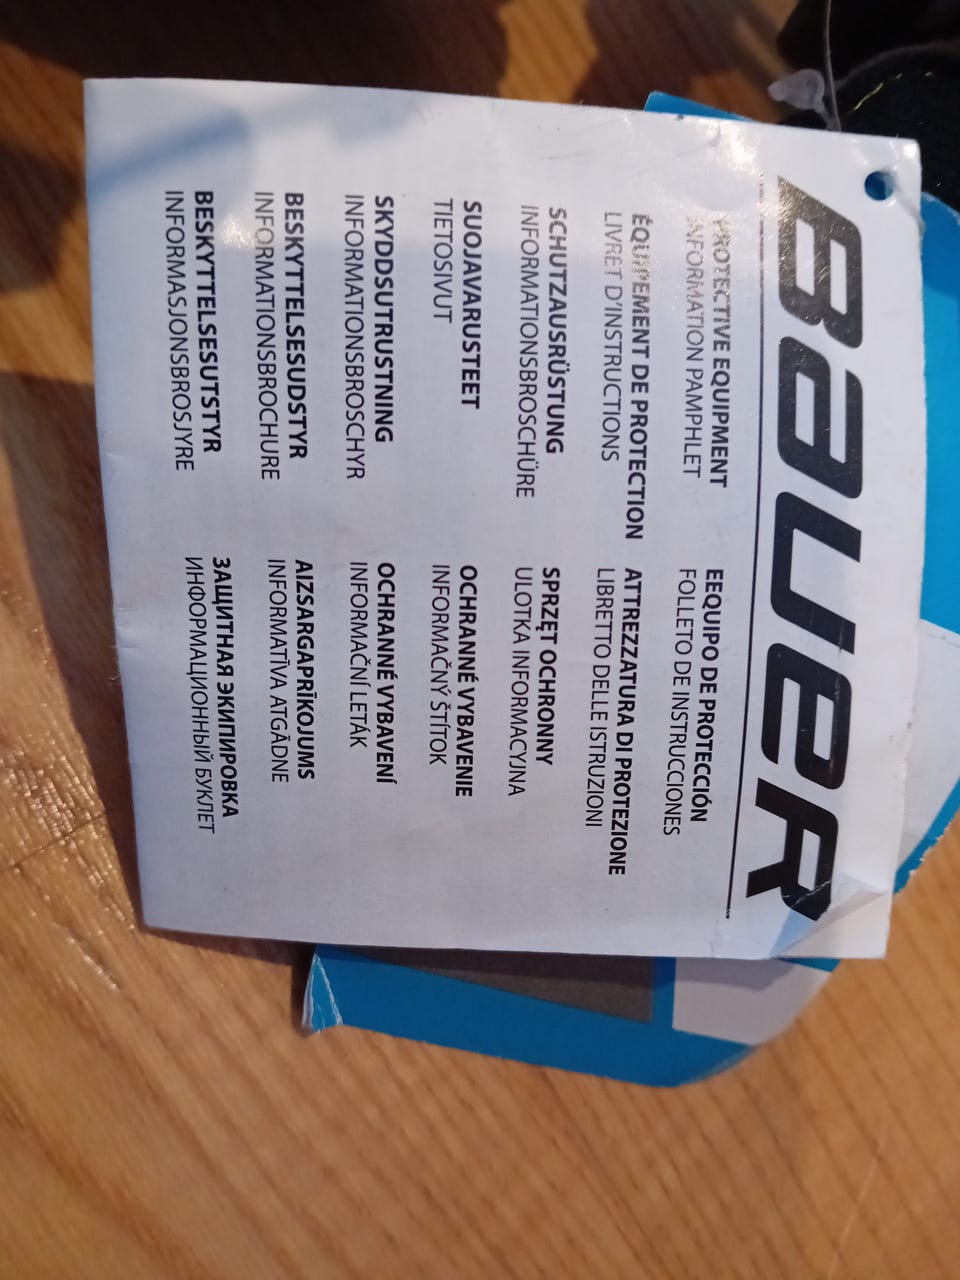 BAUER
PROTECTIVE EQUIPMENT
INFORMATION PAMPHLET
ÉQUIPEMENT DE PROTECTION
LIVRET D'INSTRUCTIONS
SCHUTZAUSRÜSTUNG
INFORMATIONSBROSCHÜRE
SUOJAVARUSTEET
TIETOSIVUT
SKYDDSUTRUSTNING
INFORMATIONSBROSCHYR
BESKYTTELSESUDSTYR
INFORMATIONSBROCHURE
BESKYTTELSESUTSTYR
INFORMASJONSBROSJYRE
EEQUIPO DE PROTECCIÓN
FOLLETO DE INSTRUCCIONES
ATTREZZATURA DI PROTEZIONE
LIBRETTO DELLE ISTRUZIONI
SPRZĘT OCHRONNY
ULOTKA INFORMACYJNA
OCHRANNÉ VYBAVENIE
INFORMAČNÝ ŠTÍTOK
OCHRANNÉ VYBAVENÍ
INFORMAČNÍ LETÁK
AIZSARGAPRĪKOJUMS
INFORMATĪVA ATGĀDNE
ЗАЩИТНАЯ ЭКИПИРОВКА
ИНФОРМАЦИОННЫЙ БУКЛЕТ